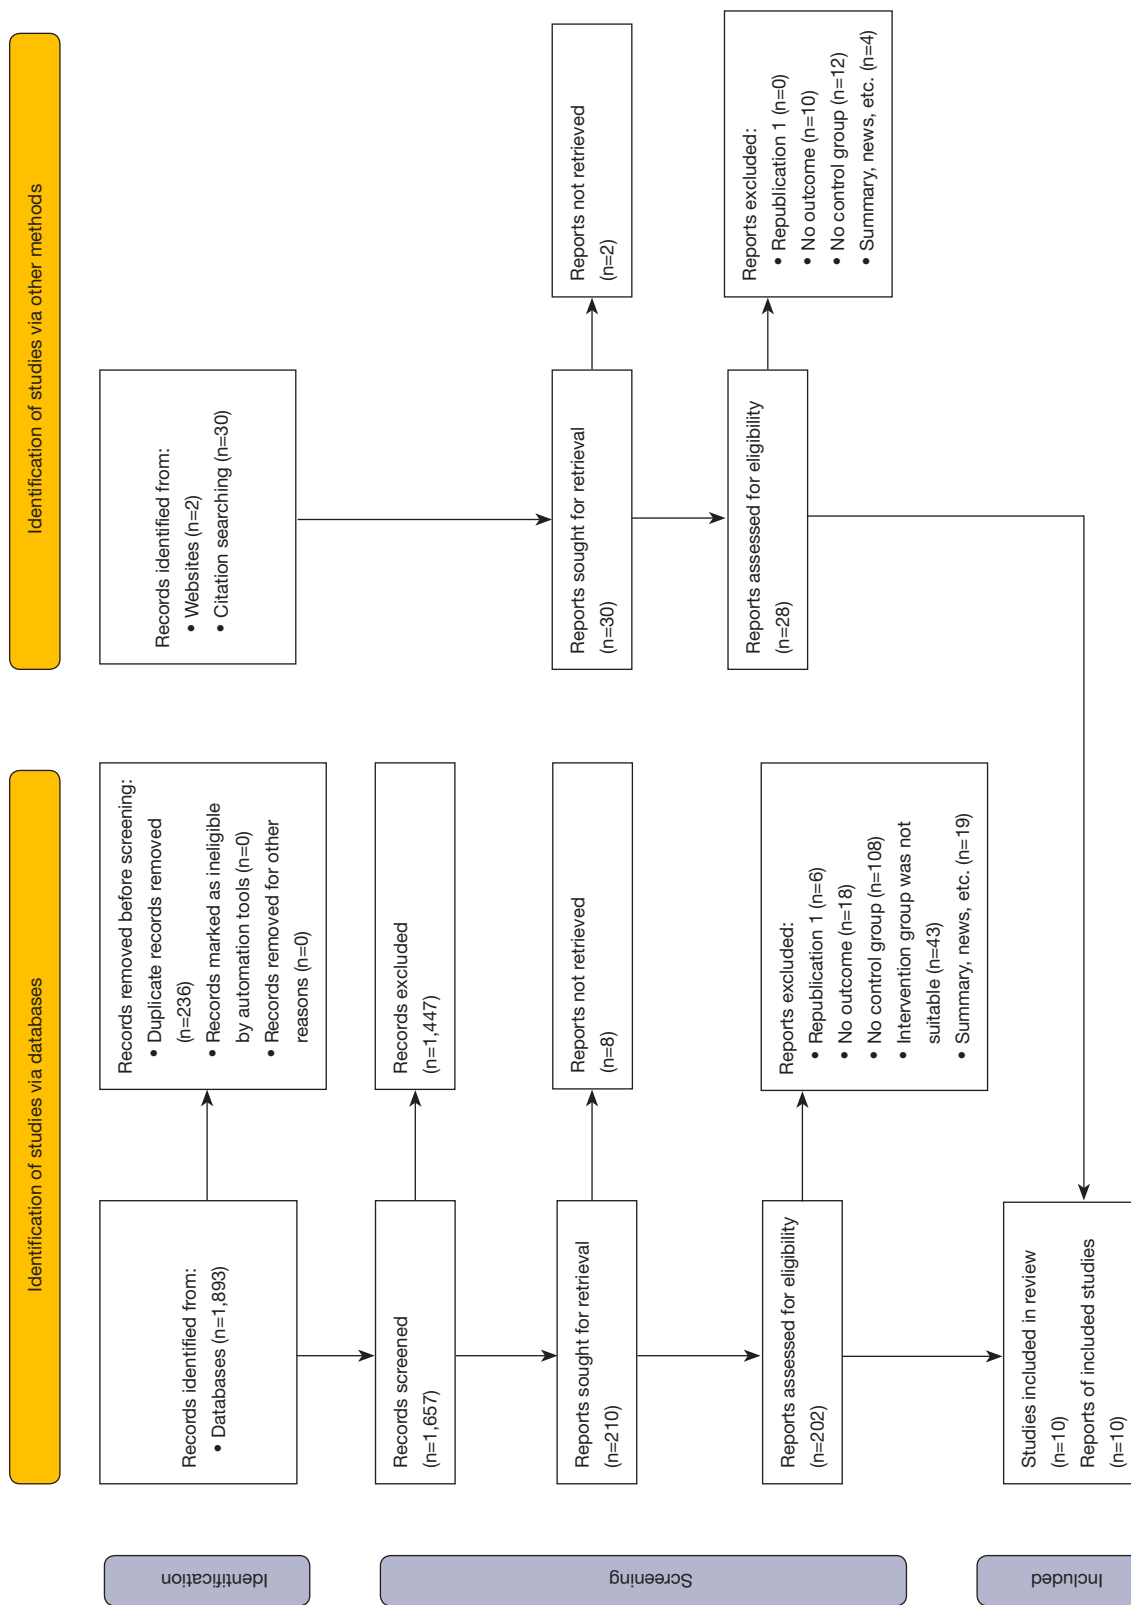 Identification of studies via databases
Identification of studies via other methods
Identification
Records identified from:
• Databases (n=1,893)
Records removed before screening:
• Duplicate records removed
(n=236)
• Records marked as ineligible
by automation tools (n=0)
• Records removed for other
reasons (n=0)
Records identified from:
• Websites (n=2)
• Citation searching (n=30)
Screening
Records screened
(n=1,657)
Records excluded
(n=1,447)
Reports sought for retrieval
(n=210)
Reports not retrieved
(n=8)
Reports sought for retrieval
(n=30)
Reports not retrieved
(n=2)
Reports assessed for eligibility
(n=202)
Reports excluded:
• Republication 1 (n=6)
• No outcome (n=18)
• No control group (n=108)
• Intervention group was not
suitable (n=43)
• Summary, news, etc. (n=19)
Reports assessed for eligibility
(n=28)
Reports excluded:
• Republication 1 (n=0)
• No outcome (n=10)
• No control group (n=12)
• Summary, news, etc. (n=4)
Included
Studies included in review
(n=10)
Reports of included studies
(n=10)